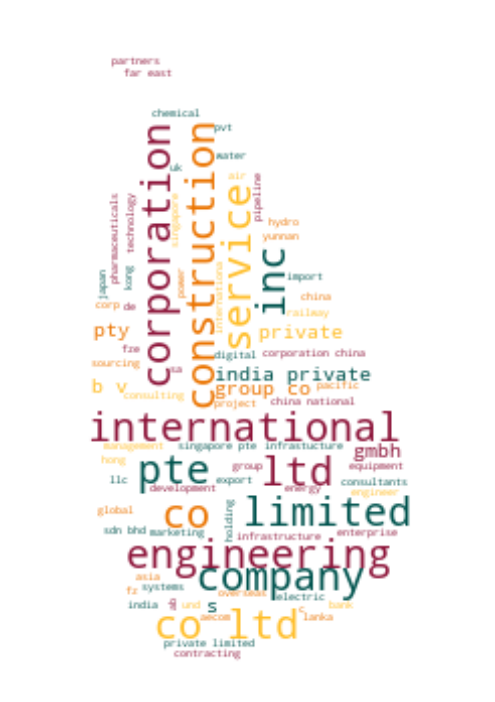 partners
far east
chemical
pvt
corporation
construction
water
uk
air
service
pipeline
pharmaceuticals
technology
singapore
hydro
yunnan
inc
japan
kong
power
international
import
china
corp
de
railway
pty
private
fze
digital
corporation china
sourcing
sa
india private
b v
group co
pacific
consulting
project
china national
international
management
singapore pte
infrastucture
gmbh
hong
pte
group
ltd
equipment
llc
export
consultants
development
energy
engineer
global
co
holding
limited
sdn bhd
marketing
infrastructure
enterprise
engineering
asia
company
systems
fz
overseas
electric
india
ab
und
s
bank
co ltd
aecom
c
lanka
private limited
contracting